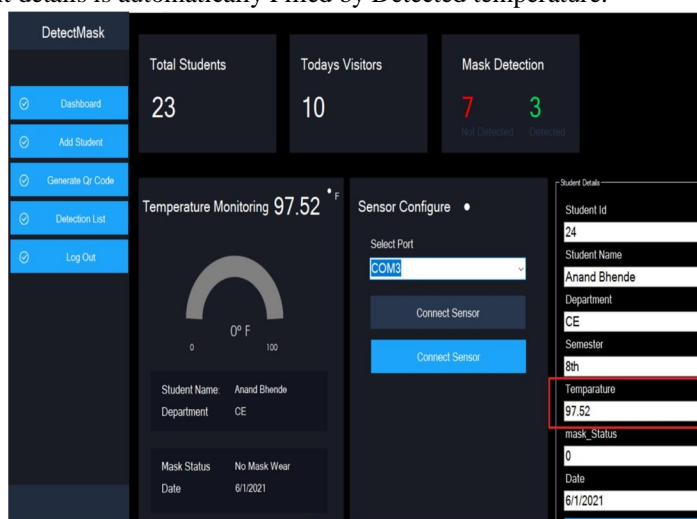 t details is automatically Filled by Detected temperature.
DetectMask
Dashboard
Add Student
Generate Qr Code
Detection List
Log Out
Total Students
23
Todays Visitors
10
Mask Detection
7 3
Not Detected Detected
Temperature Monitoring 97.52 °F
0º F
0 100
Student Name: Anand Bhende
Department CE
Mask Status No Mask Wear
Date 6/1/2021
Sensor Configure
Select Port
COM3
Connect Sensor
Connect Sensor
Student Details
Student Id
24
Student Name
Anand Bhende
Department
CE
Semester
8th
Temparature
97.52
mask_Status
0
Date
6/1/2021